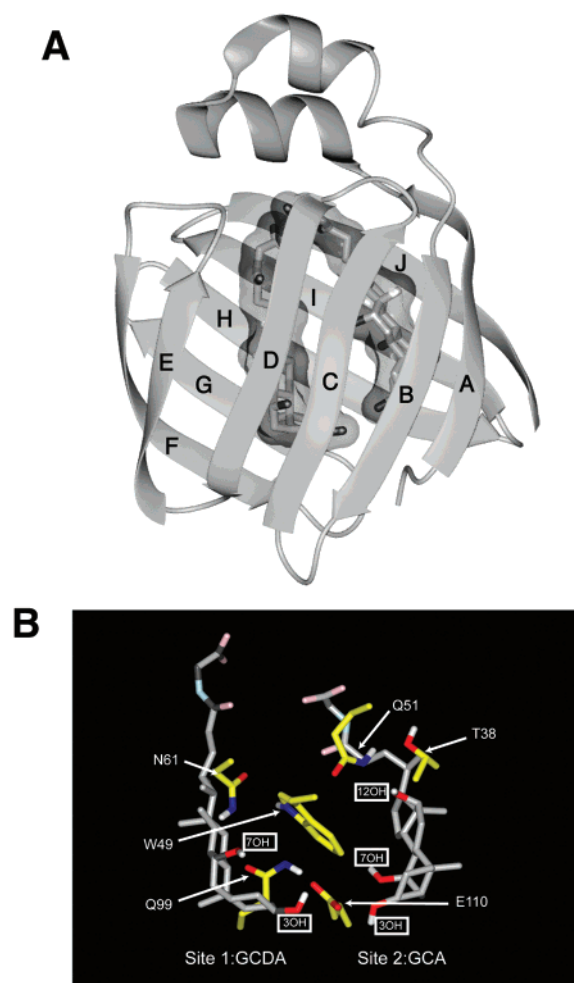 A
J
I
H
D
E
G
C
B
A
F
B
Q51
T38
N61
12OH
7OH
W49
7OH
Q99
E110
3OH
3OH
Site 1:GCDA
Site 2:GCA